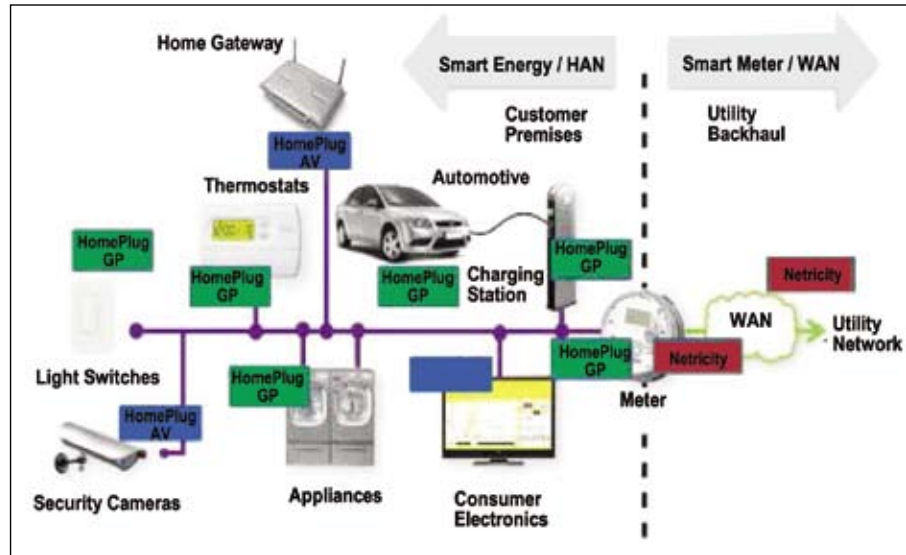 Home Gateway
Smart Energy / HAN
Smart Meter / WAN
Customer
Premises
Utility
Backhaul
HomePlug
AV
Thermostats
Automotive
HomePlug
GP
HomePlug
GP
HomePlug
GP
Charging
Station
HomePlug
GP
Netricity
WAN
Utility
Network
Light Switches
HomePlug
GP
HomePlug
GP
Netricity
Meter
HomePlug
AV
Security Cameras
Appliances
Consumer
Electronics